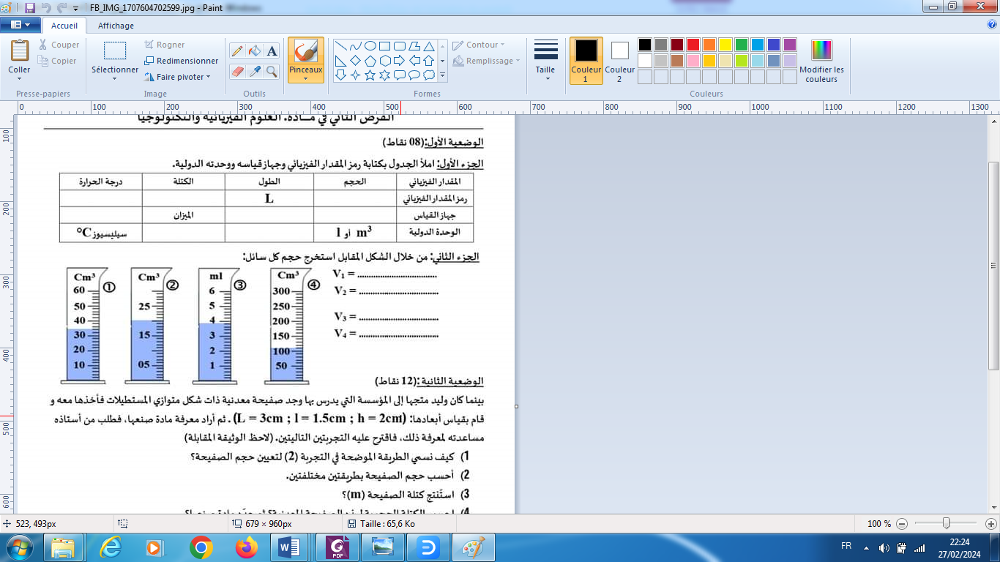 FB_IMG_1707604702599.jpg - Paint
Accueil
Affichage
Coller
Couper
Copier
Presse-papiers
Sélectionner
Rogner
Redimensionner
Faire pivoter
Image
A
Outils
Pinceaux
Contour
Remplissage
Formes
Taille
Couleur 1
Couleur 2
Modifier les couleurs
Couleurs
0 100 200 300 400 500 600 700 800 900 1000 1100 1200 1300
100
200
300
400
500
600
الفرض الثاني في مــادة. العلوم الفيزيائية والتكنولوجيا
الوضعية الأول:(08 نقاط)
الجزء الأول: املأ الجدول بكتابة رمز المقدار الفيزيائي وجهاز قياسه ووحدته الدولية.
المقدار الفيزيائي الحجم الطول الكتلة درجة الحرارة
رمز المقدار الفيزيائي L
جهاز القياس الميزان
الوحدة الدولية m³ أو l سيليسيوز °C
الجزء الثاني: من خلال الشكل المقابل استخرج حجم كل سائل:
V₁ = ....................................
V₂ = ....................................
V₃ = ....................................
V₄ = ....................................
Cm³ ①
60
50
40
30
20
10
Cm³ ②
25
15
05
ml ③
6
5
4
3
2
1
Cm³ ④
300
250
200
150
100
50
الوضعية الثانية :(12 نقاط)
بينما كان وليد متجها إلى المؤسسة التي يدرس بها وجد صفيحة معدنية ذات شكل متوازي المستطيلات فأخذها معه و
قام بقياس أبعادها: (L = 3cm ; l = 1.5cm ; h = 2cm) . ثم أراد معرفة مادة صنعها، فطلب من أستاذه
مساعدته لمعرفة ذلك، فاقترح عليه التجربتين التاليتين. (لاحظ الوثيقة المقابلة)
1) كيف نسمي الطريقة الموضحة في التجربة (2) لتعيين حجم الصفيحة؟
2) أحسب حجم الصفيحة بطريقتين مختلفتين.
3) استَنتج كتلة الصفيحة (m)؟
523, 493px
679 × 960px
Taille : 65,6 Ko
100 %
W
PDF
FR
22:24
27/02/2024